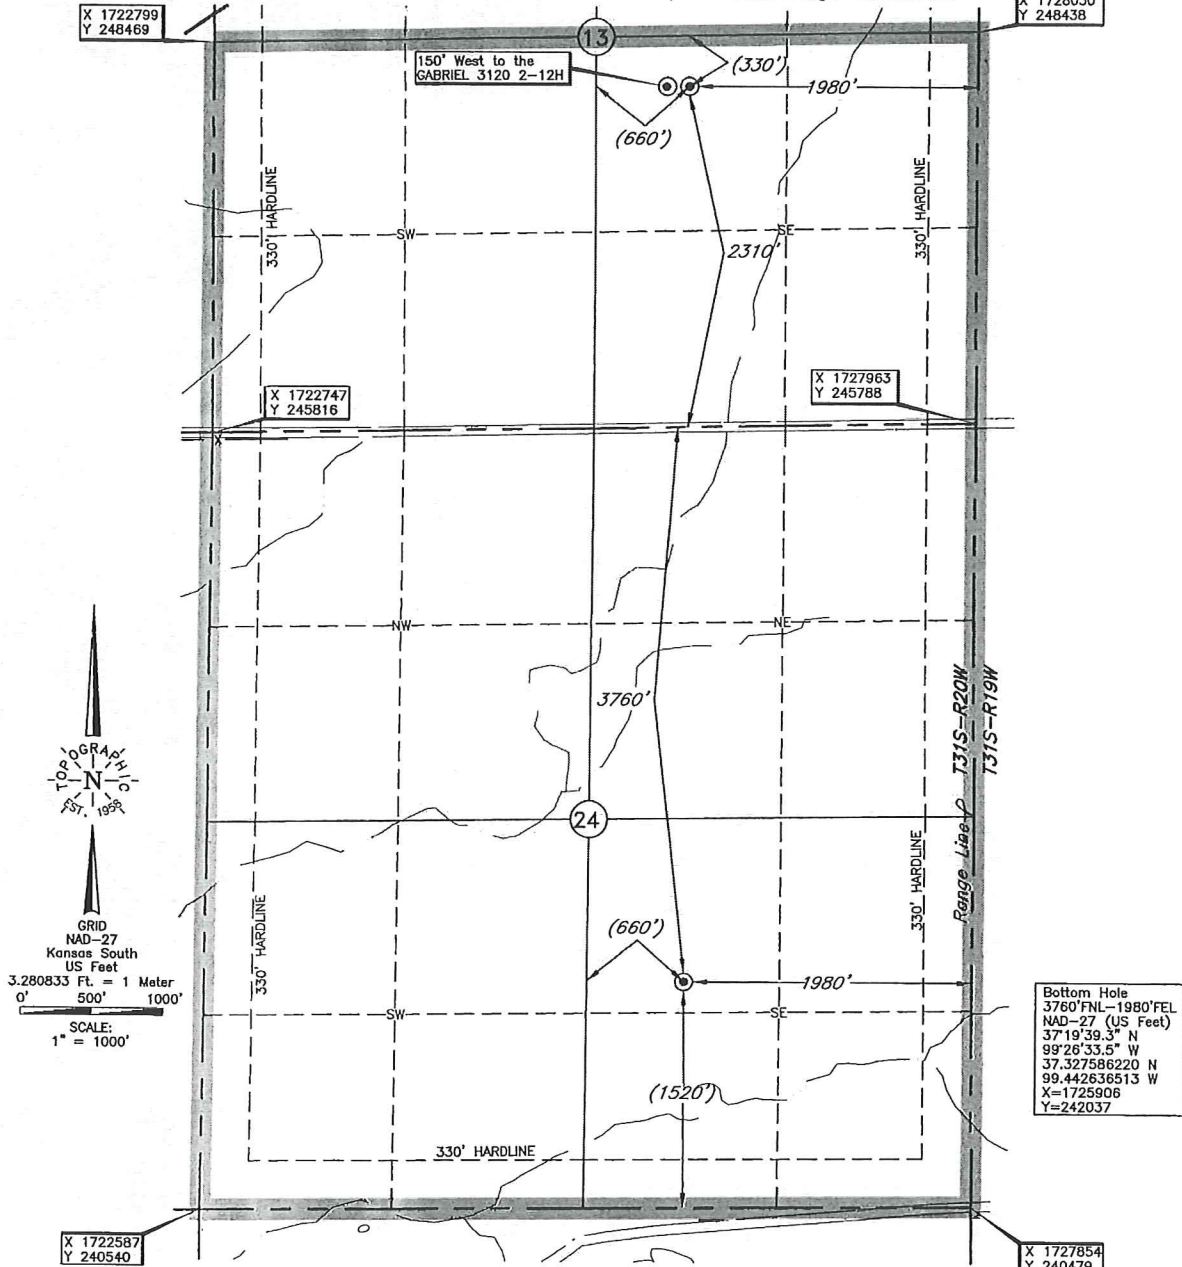 X 1722799
Y 248469
Y 248438
13
150' West to the
GABRIEL 3120 2-12H
(330')
1980'
(660')
330' HARDLINE
330' HARDLINE
SW
SE
2310'
X 1722747
Y 245816
X 1727963
Y 245788
X
NW
NE
3760'
T31S-R20W
T31S-R19W
TOPOGRAPHIC
N
EST. 1958
24
Range Line
330' HARDLINE
330' HARDLINE
GRID
NAD-27
Kansas South
US Feet
3.280833 Ft. = 1 Meter
0' 500' 1000'
SCALE:
1" = 1000'
(660')
1980'
SW
SE
Bottom Hole
3760'FNL-1980'FEL
NAD-27 (US Feet)
37°19'39.3" N
99°26'33.5" W
37.327586220 N
99.442636513 W
X=1725906
Y=242037
(1520')
330' HARDLINE
X 1722587
Y 240540
X 1727854
Y 240479